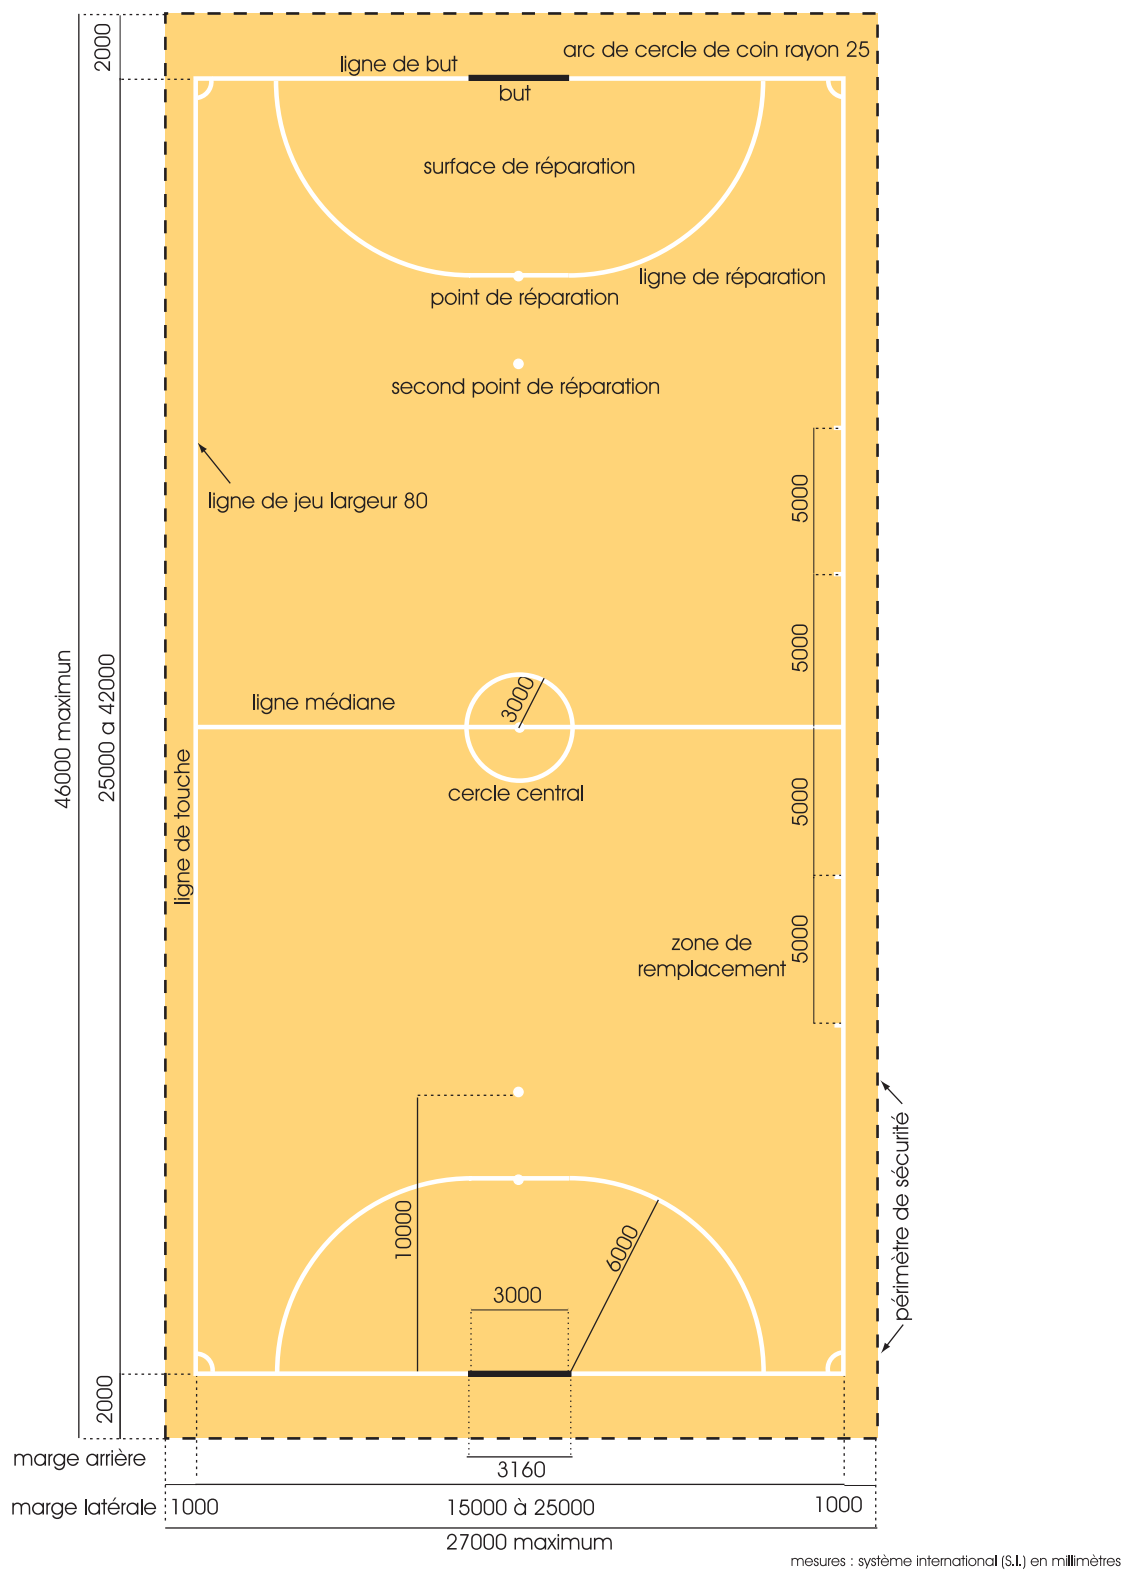 2000
arc de cercle de coin rayon 25
ligne de but
but
surface de réparation
ligne de réparation
point de réparation
second point de réparation
ligne de jeu largeur 80
5000
5000
46000 maximun
25000 a 42000
ligne médiane
3000
ligne de touche
cercle central
5000
5000
zone de
remplacement
périmètre de sécurité
10000
6000
3000
2000
marge arrière
3160
marge latérale
1000
15000 à 25000
1000
27000 maximum
mesures : système international (S.I.) en millimètres